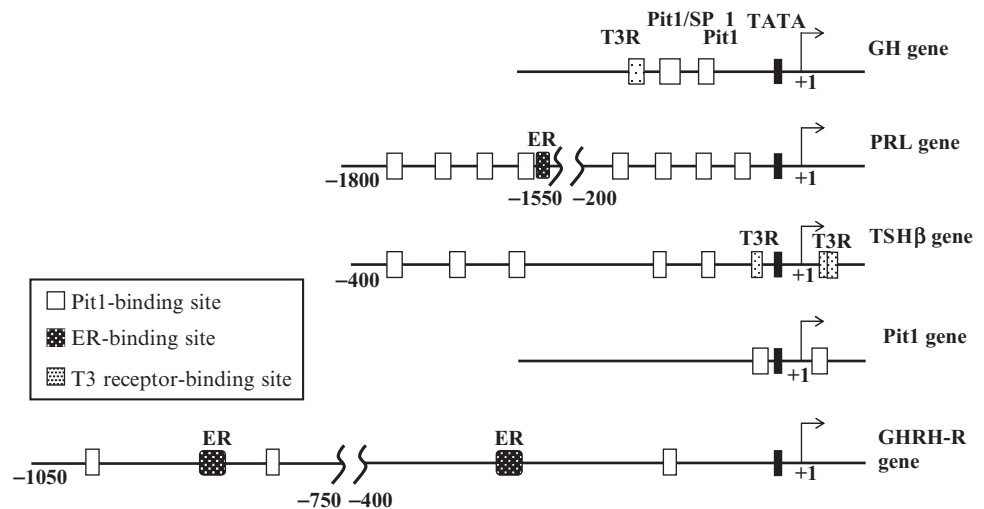 Pit1/SP_1 TATA
T3R Pit1
GH gene
+1
ER
PRL gene
−1800
+1
−1550 −200
T3R T3R
TSHβ gene
−400
+1
Pit1-binding site
ER-binding site
T3 receptor-binding site
Pit1 gene
+1
ER ER
GHRH-R
gene
−1050
+1
−750 −400